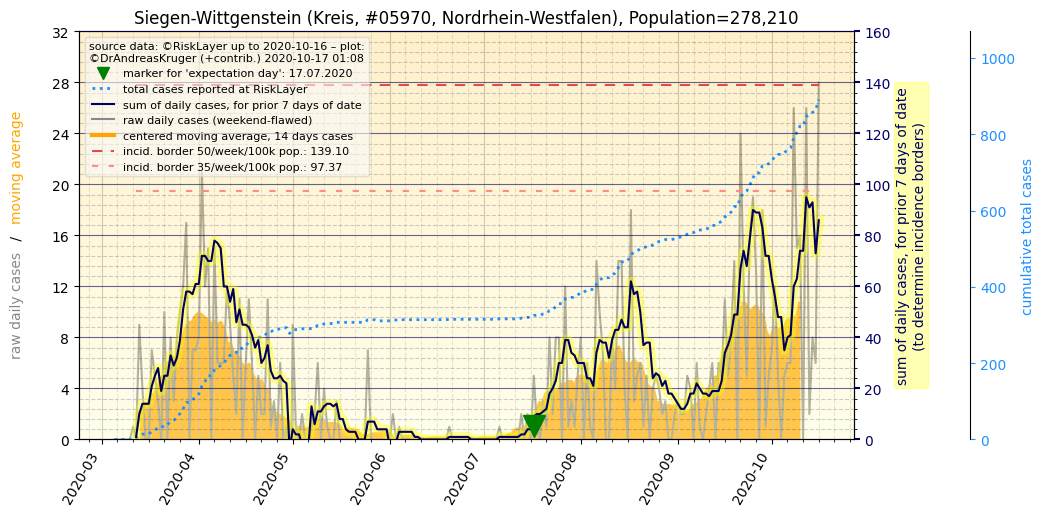 Siegen-Wittgenstein (Kreis, #05970, Nordrhein-Westfalen), Population=278,210
source data: ©RiskLayer up to 2020-10-16 – plot:
©DrAndreasKruger (+contrib.) 2020-10-17 01:08
marker for 'expectation day': 17.07.2020
total cases reported at RiskLayer
sum of daily cases, for prior 7 days of date
raw daily cases (weekend-flawed)
centered moving average, 14 days cases
incid. border 50/week/100k pop.: 139.10
incid. border 35/week/100k pop.: 97.37
raw daily cases / moving average
32
28
24
20
16
12
8
4
0
2020-03
2020-04
2020-05
2020-06
2020-07
2020-08
2020-09
2020-10
160
140
120
100
80
60
40
20
0
sum of daily cases, for prior 7 days of date
(to determine incidence borders)
1000
800
600
400
200
0
cumulative total cases